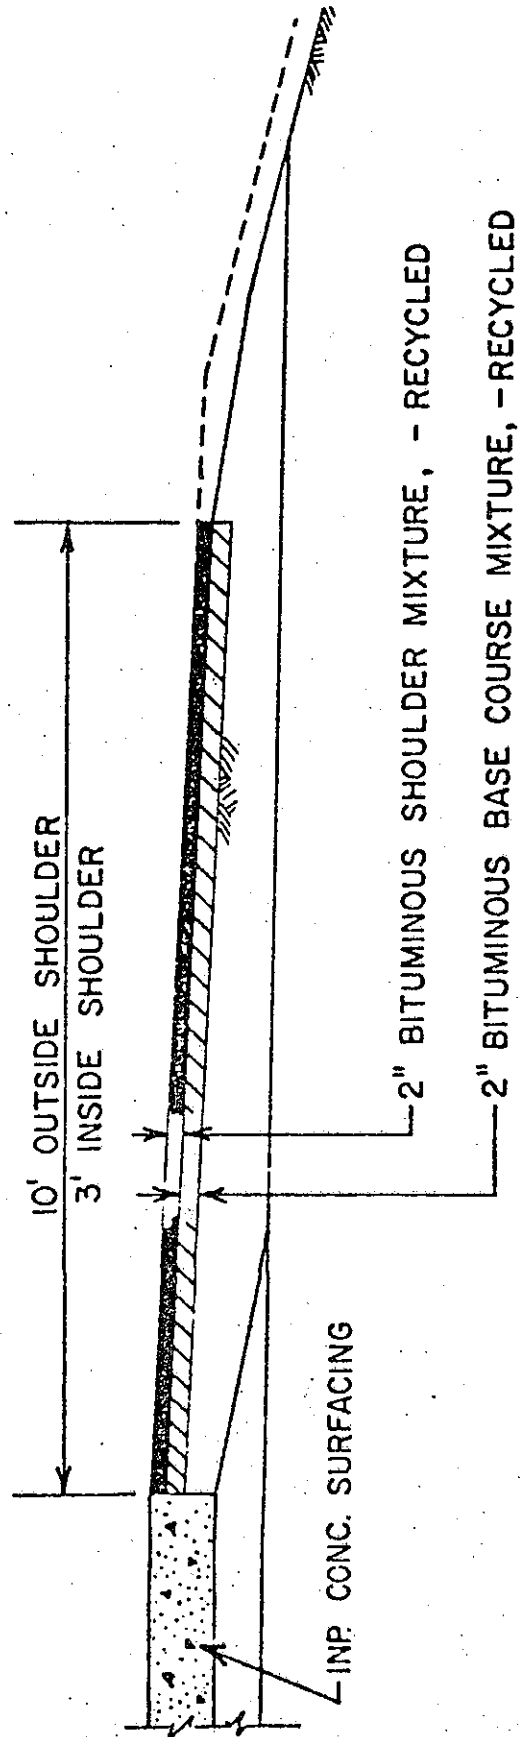 10' OUTSIDE SHOULDER
3' INSIDE SHOULDER
INP. CONC. SURFACING
2" BITUMINOUS SHOULDER MIXTURE, - RECYCLED
2" BITUMINOUS BASE COURSE MIXTURE, - RECYCLED